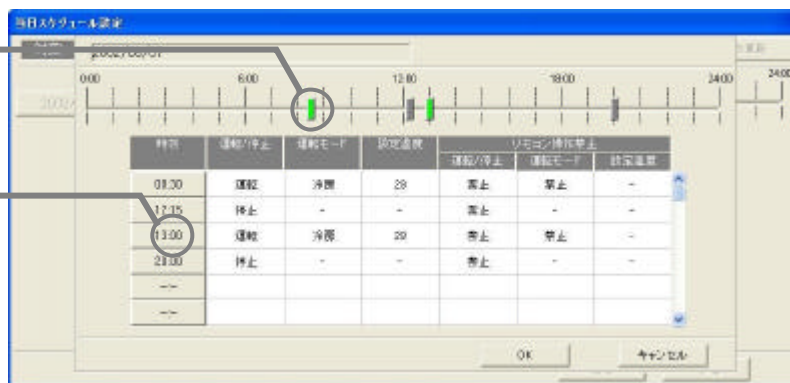 当日スケジュール設定
0:00 6:00 12:00 18:00 24:00 24:00
時刻 運転/停止 運転モード 設定温度 リモコン操作禁止
運転/停止 運転モード 設定温度
08:30 運転 冷房 28 禁止 禁止 -
停止 - - 禁止 - -
13:00 運転 冷房 28 禁止 禁止 -
20:00 停止 - - 禁止 - -
--:--
--:--
OK キャンセル